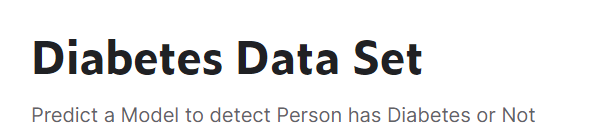 Diabetes Data Set
Predict a Model to detect Person has Diabetes or Not